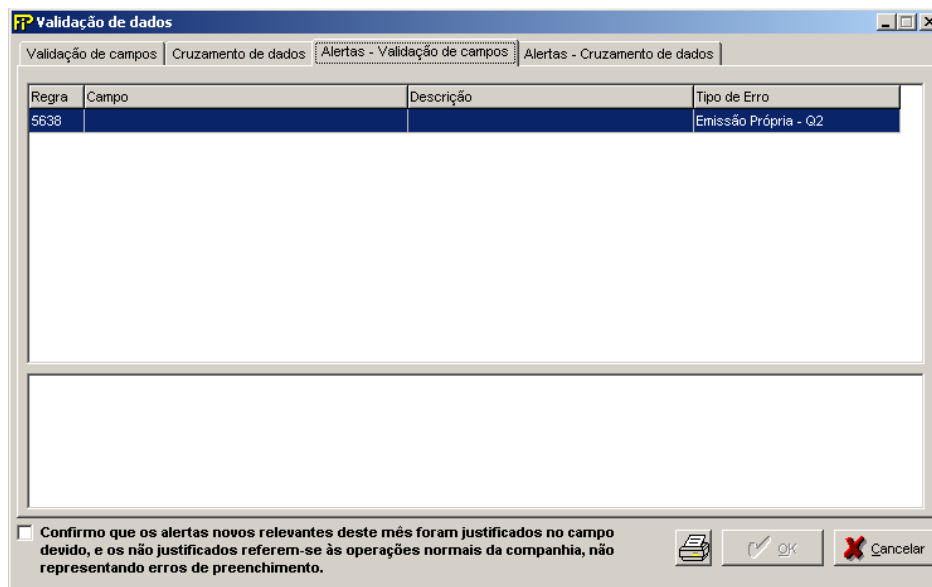 FIP Validação de dados
Validação de campos Cruzamento de dados Alertas - Validação de campos Alertas - Cruzamento de dados
Regra Campo Descrição Tipo de Erro
5638 Emissão Própria - Q2
Confirmo que os alertas novos relevantes deste mês foram justificados no campo
devido, e os não justificados referem-se às operações normais da companhia, não
representando erros de preenchimento.
OK Cancelar